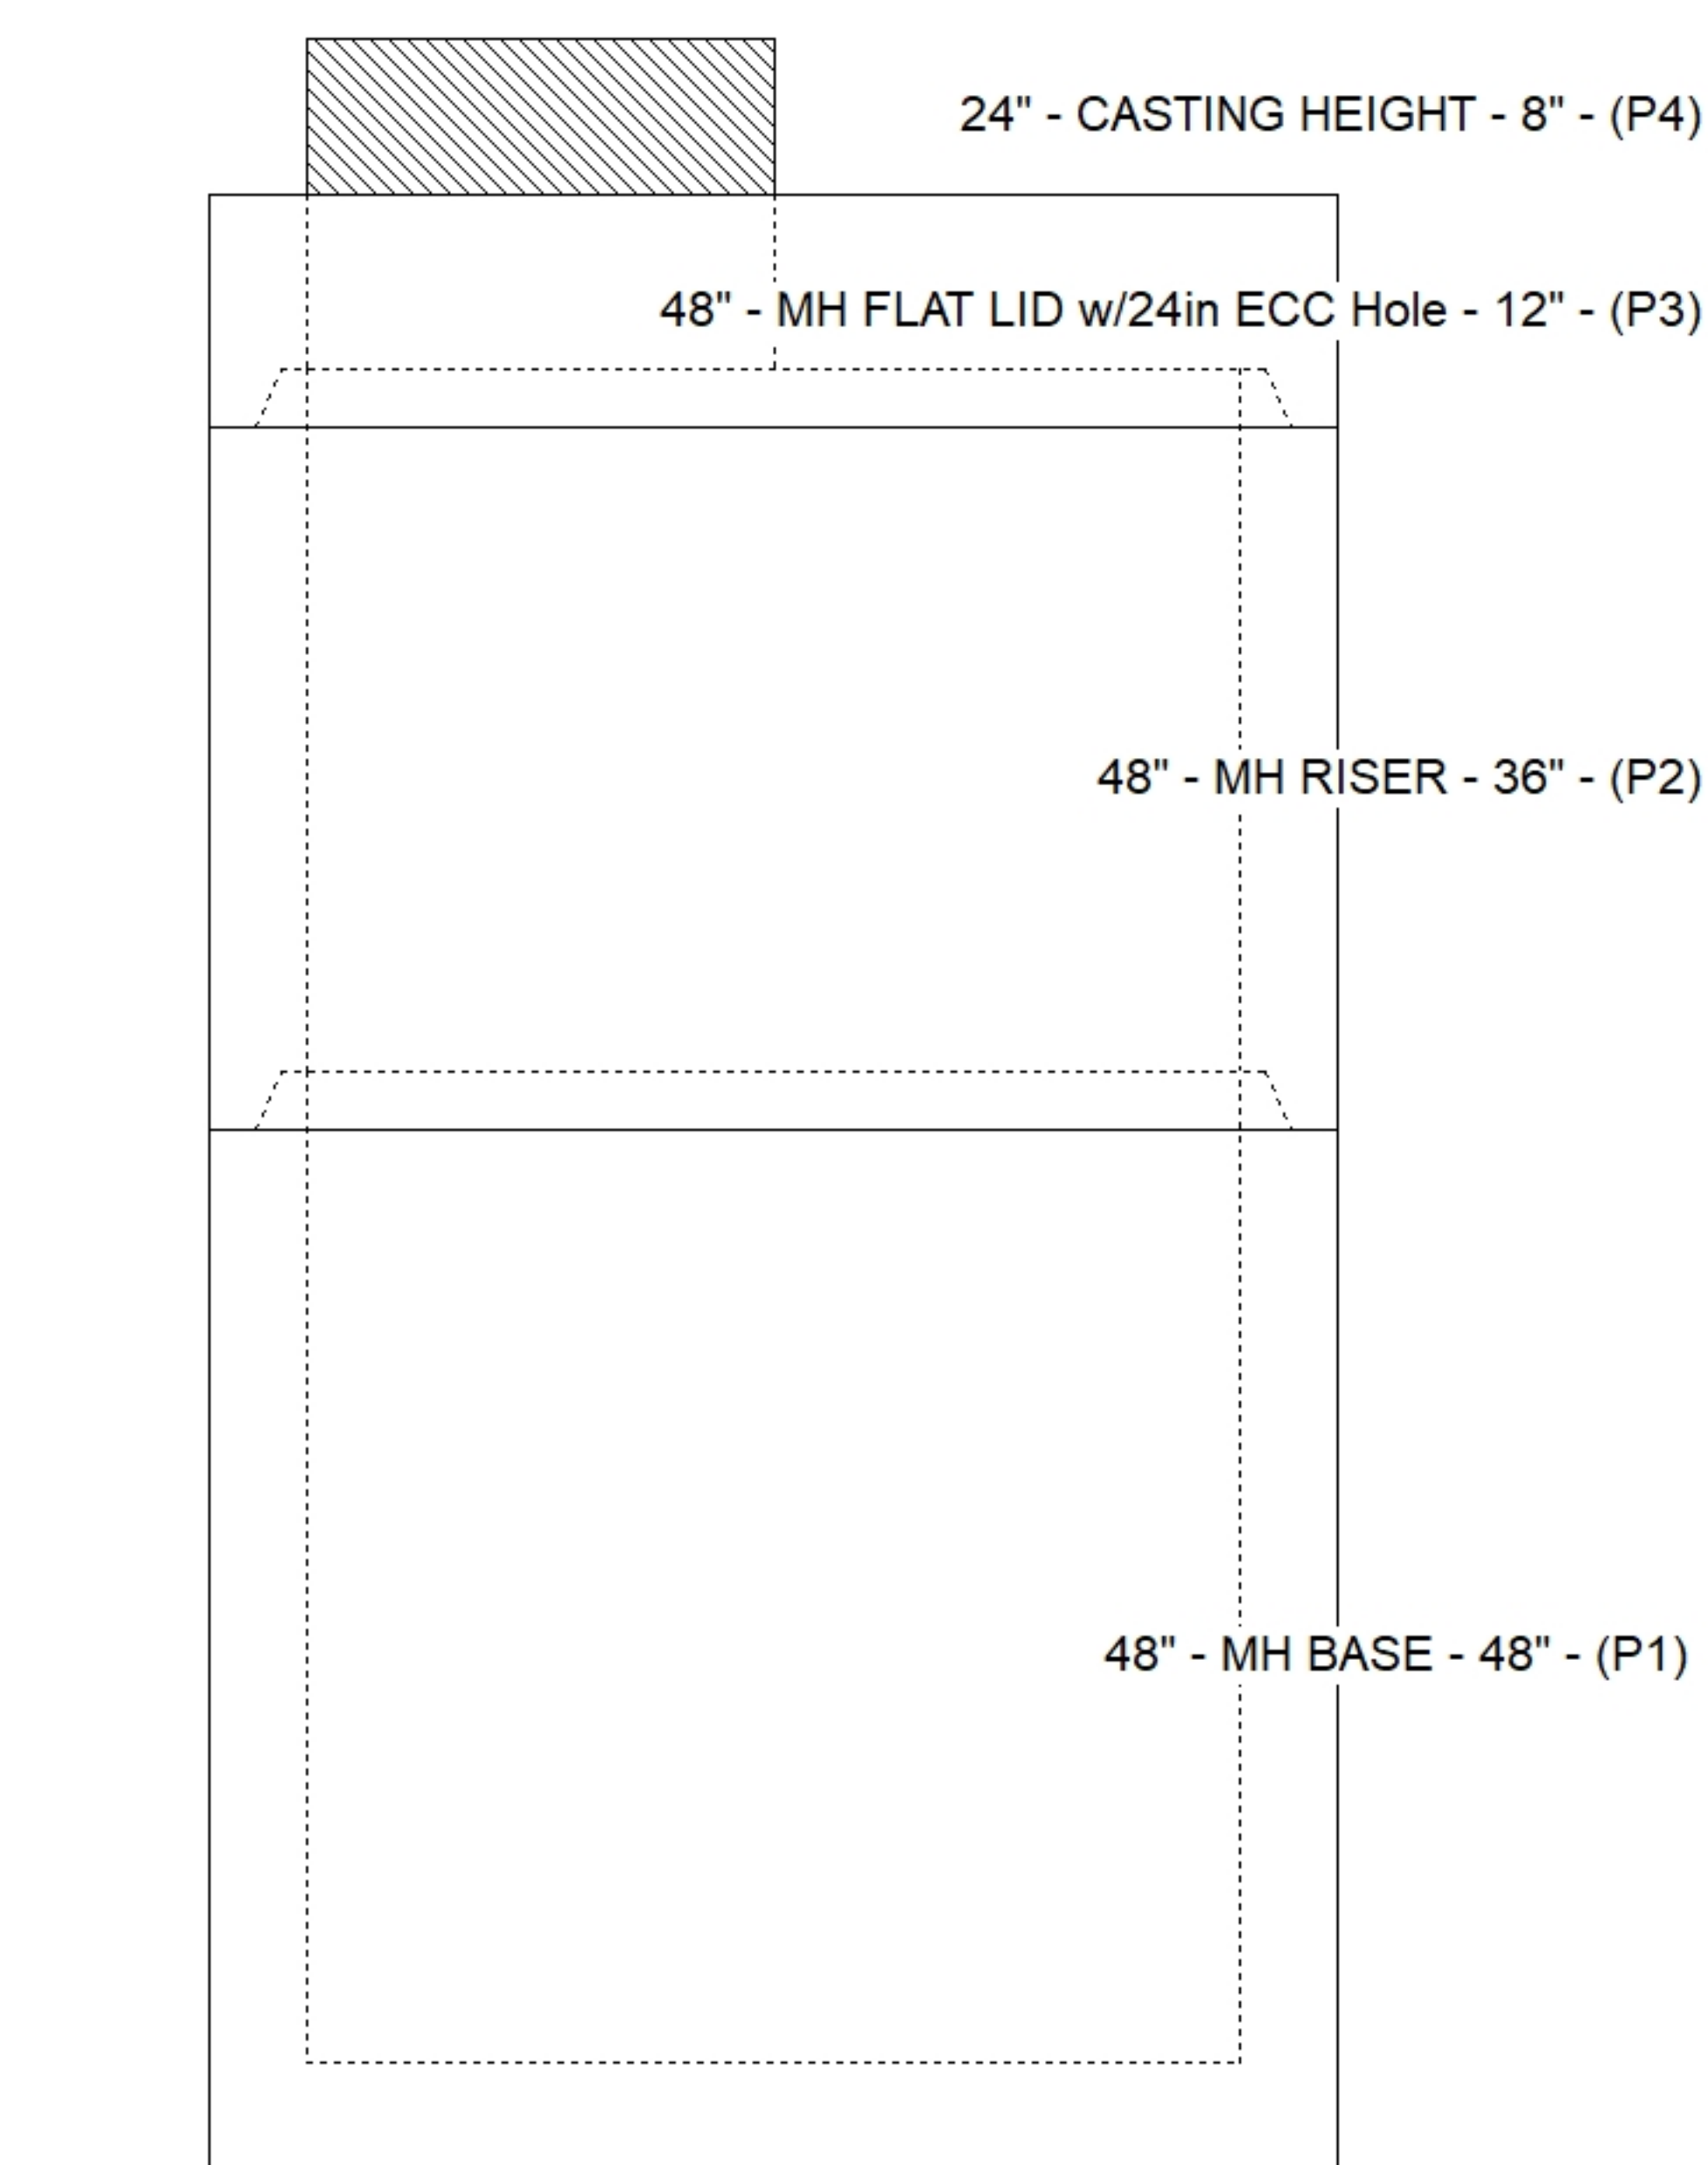 24" - CASTING HEIGHT - 8" - (P4)
48" - MH FLAT LID w/24in ECC Hole - 12" - (P3)
48" - MH RISER - 36" - (P2)
48" - MH BASE - 48" - (P1)